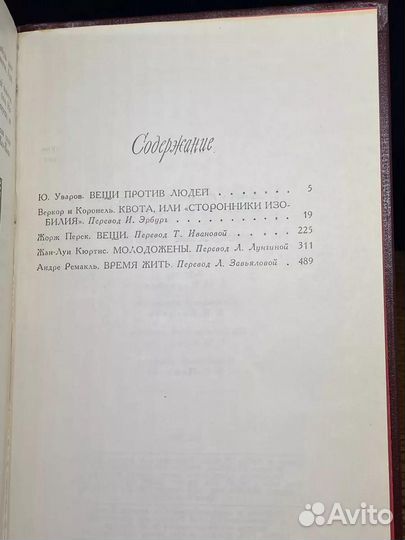 Содержание
Ю. Уваров. ВЕЩИ ПРОТИВ ЛЮДЕЙ . . . . . . . 5
Веркор и Коронель. КВОТА, ИЛИ «СТОРОННИКИ ИЗО-
БИЛИЯ». Перевод И. Эрбург . . . . . . . . . 19
Жорж Перек. ВЕЩИ. Перевод Т. Ивановой . . . . 225
Жан-Луи Кюртис. МОЛОДОЖЕНЫ. Перевод Л. Лунгиной 311
Андре Ремакль. ВРЕМЯ ЖИТЬ. Перевод Л. Завьяловой . 489
Avito